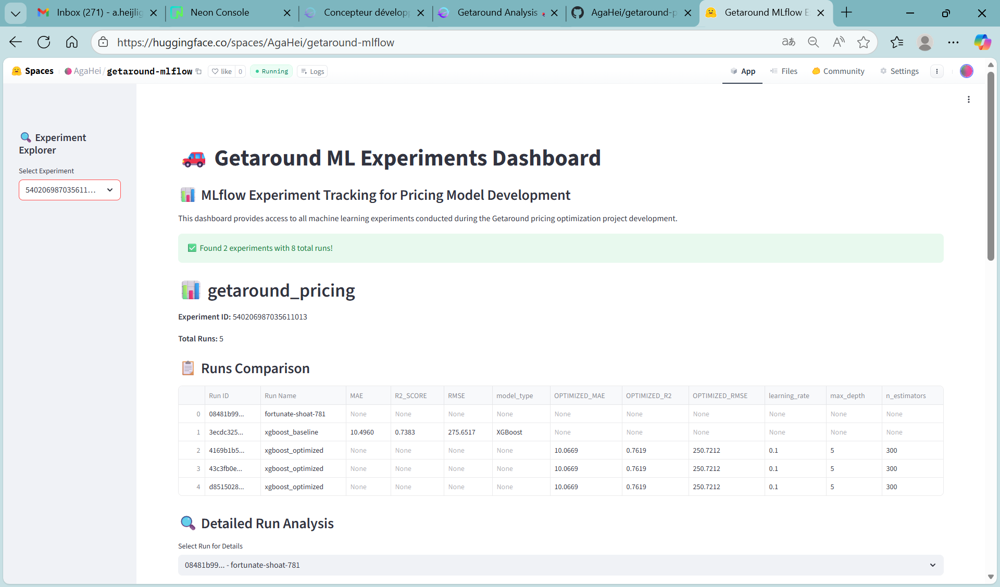 Inbox (271) - a.heijlig
Neon Console
Concepteur développ
Getaround Analysis
AgaHei/getaround-p
Getaround MLflow E
https://huggingface.co/spaces/AgaHei/getaround-mlflow
Spaces
AgaHei/getaround-mlflow
like 0
Running
Logs
App
Files
Community
Settings
Experiment
Explorer
Select Experiment
540206987035611...
Getaround ML Experiments Dashboard
MLflow Experiment Tracking for Pricing Model Development
This dashboard provides access to all machine learning experiments conducted during the Getaround pricing optimization project development.
Found 2 experiments with 8 total runs!
getaround_pricing
Experiment ID: 540206987035611013
Total Runs: 5
Runs Comparison
Run ID Run Name MAE R2_SCORE RMSE model_type OPTIMIZED_MAE OPTIMIZED_R2 OPTIMIZED_RMSE learning_rate max_depth n_estimators
0 08481b99... fortunate-shoat-781 None None None None None None None None None None
1 3ecdc325... xgboost_baseline 10.4960 0.7383 275.6517 XGBoost None None None None None None
2 4169b1b5... xgboost_optimized None None None None 10.0669 0.7619 250.7212 0.1 5 300
3 43c3fb0e... xgboost_optimized None None None None 10.0669 0.7619 250.7212 0.1 5 300
4 d8515028... xgboost_optimized None None None None 10.0669 0.7619 250.7212 0.1 5 300
Detailed Run Analysis
Select Run for Details
08481b99... - fortunate-shoat-781